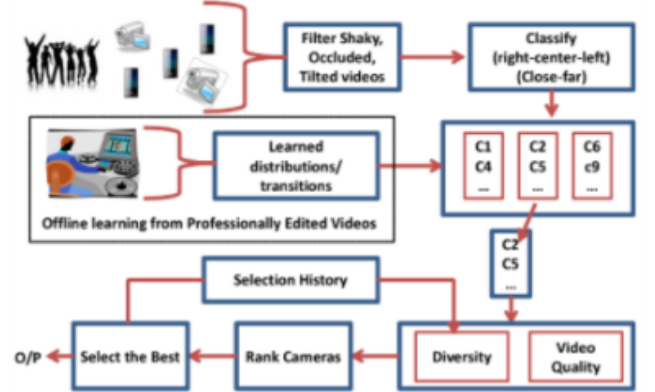 Filter Shaky,
Occluded,
Tilted videos
Classify
(right-center-left)
(Close-far)
Learned
distributions/
transitions
Offline learning from Professionally Edited Videos
C1
C4
...
C2
C5
...
C6
c9
...
C2
C5
...
Selection History
O/P
Select the Best
Rank Cameras
Diversity
Video
Quality